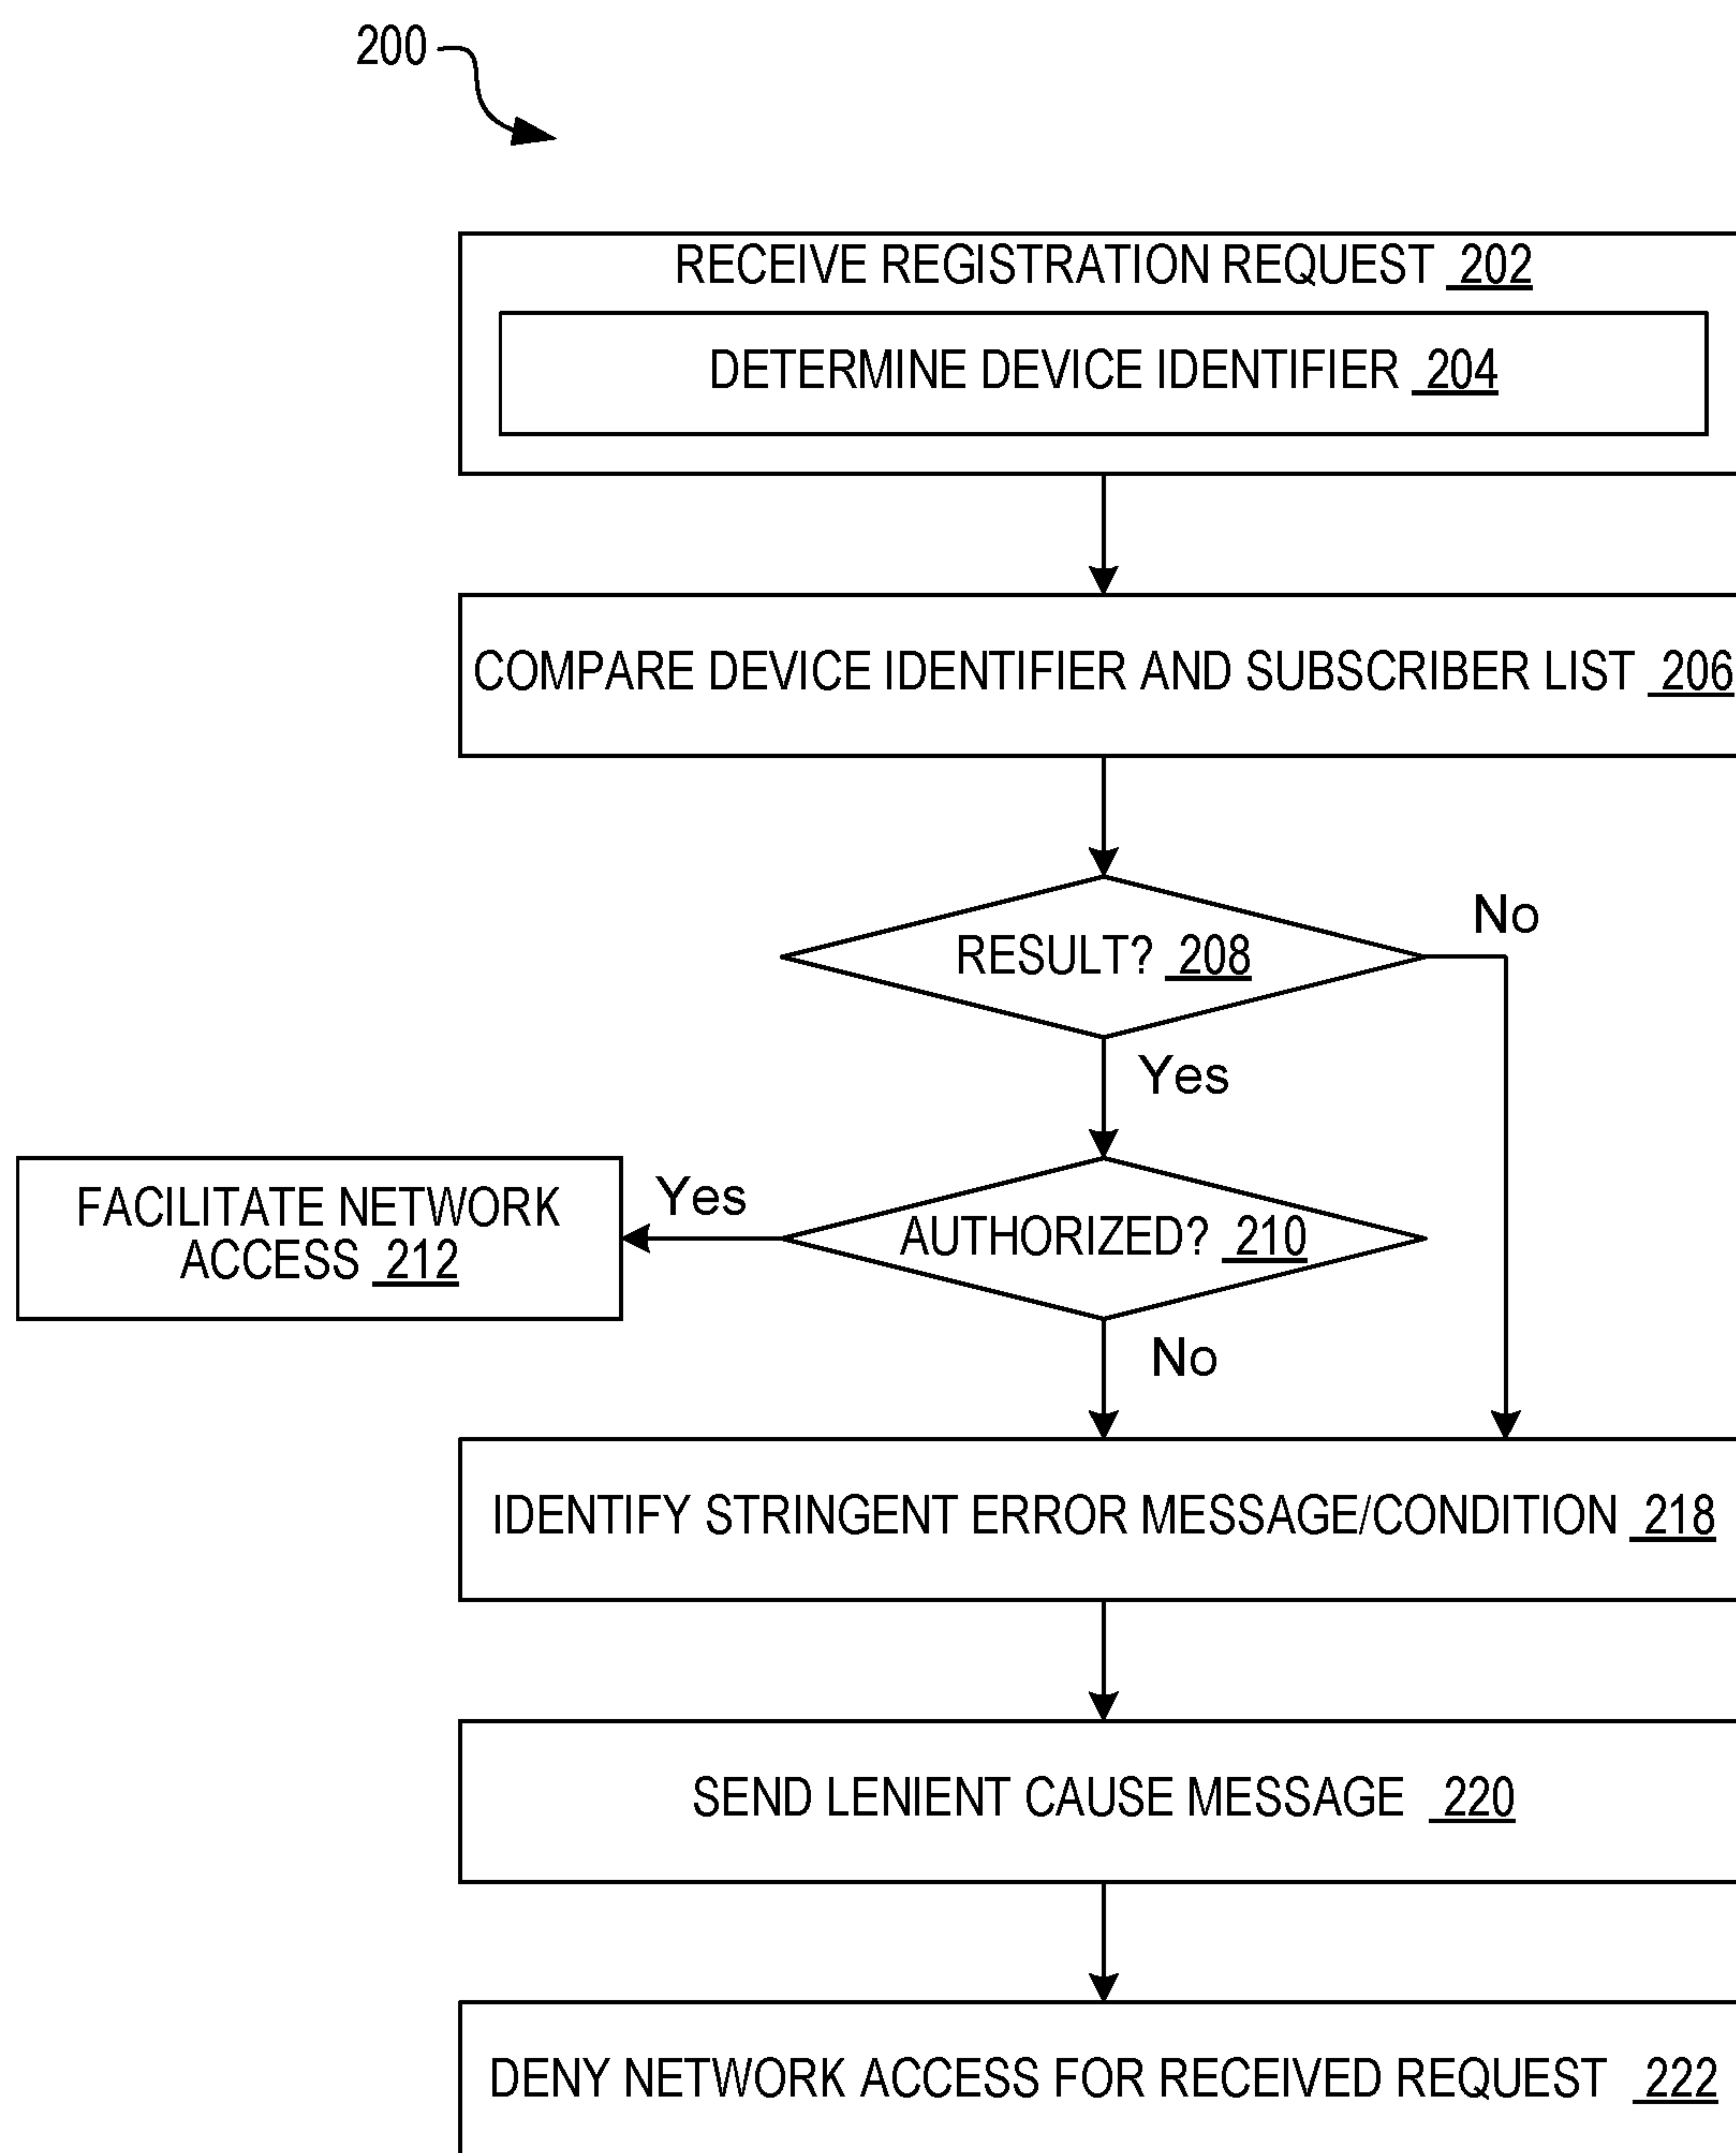 200
RECEIVE REGISTRATION REQUEST 202
DETERMINE DEVICE IDENTIFIER 204
COMPARE DEVICE IDENTIFIER AND SUBSCRIBER LIST 206
No
RESULT? 208
Yes
FACILITATE NETWORK
ACCESS 212
Yes
AUTHORIZED? 210
No
IDENTIFY STRINGENT ERROR MESSAGE/CONDITION 218
SEND LENIENT CAUSE MESSAGE 220
DENY NETWORK ACCESS FOR RECEIVED REQUEST 222